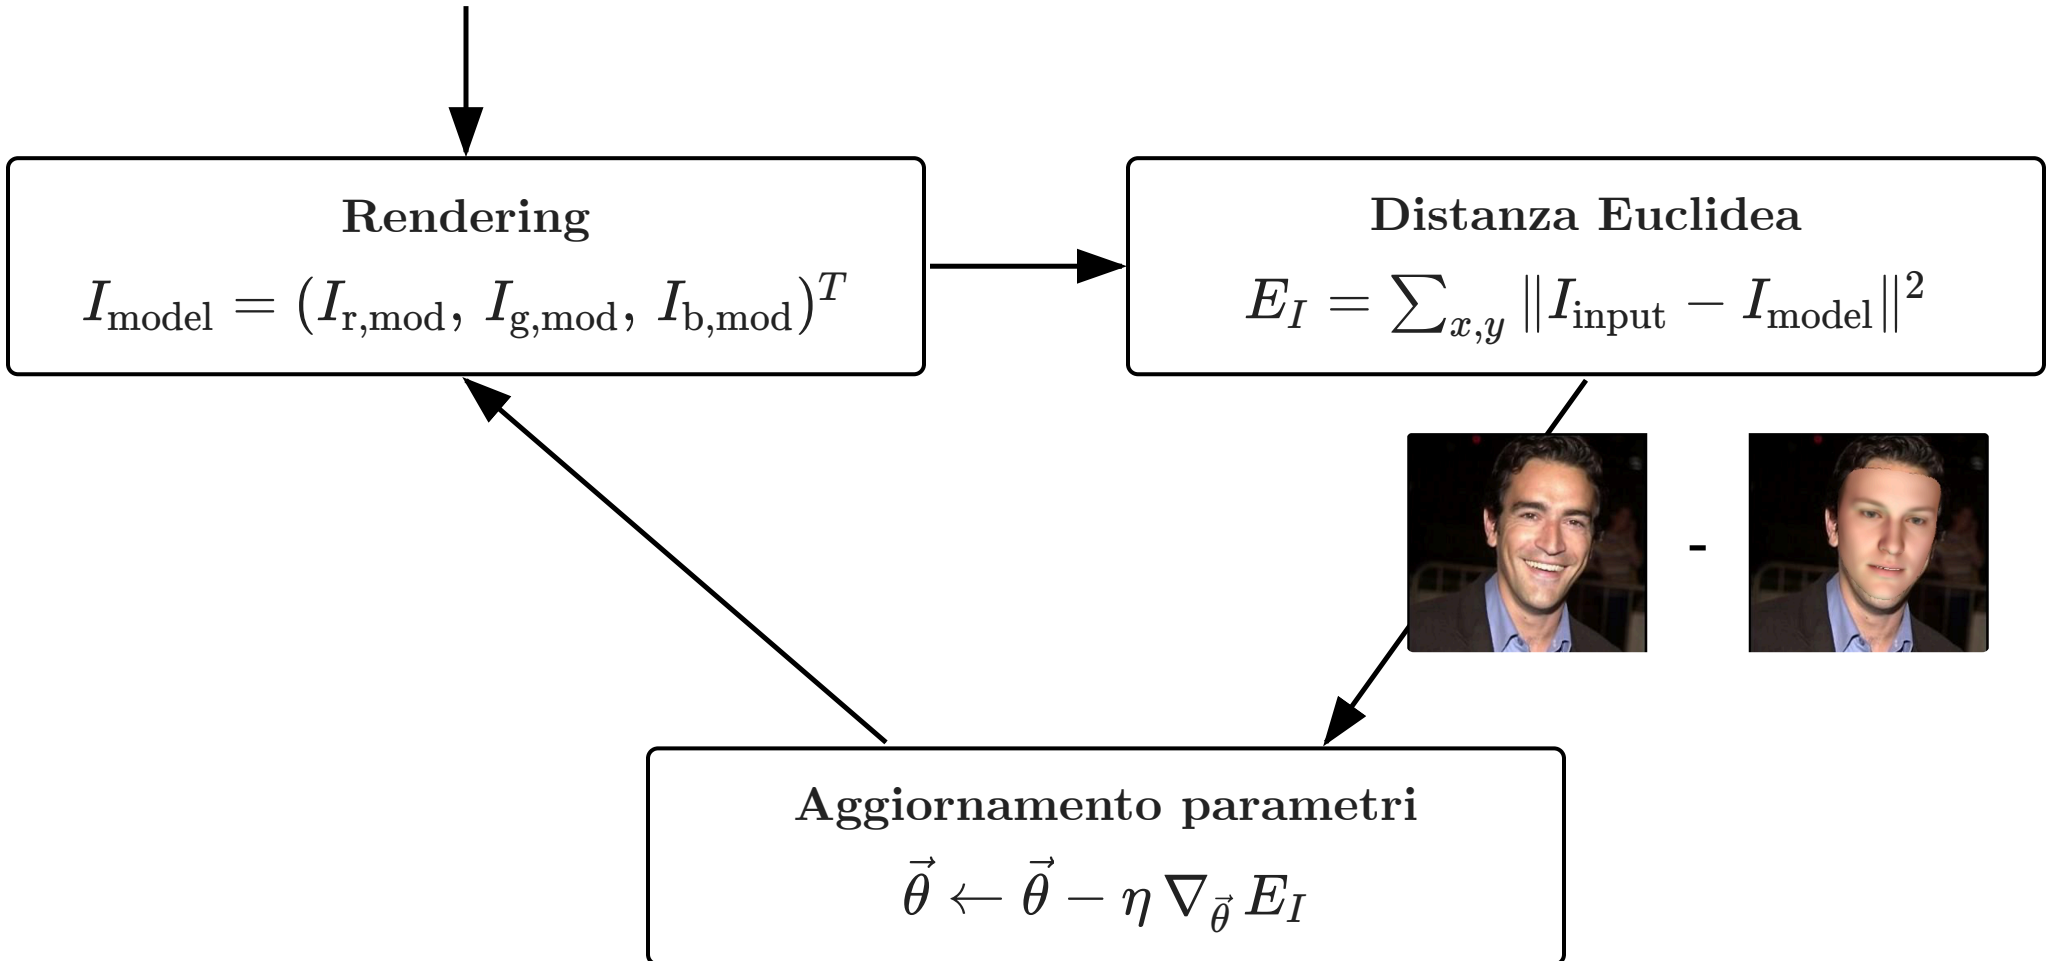 Rendering
I_model = (I_r,mod, I_g,mod, I_b,mod)^T
Distanza Euclidea
E_I = ∑_x,y ‖I_input − I_model‖²
-
Aggiornamento parametri
θ⃗ ← θ⃗ − η ∇_θ⃗ E_I